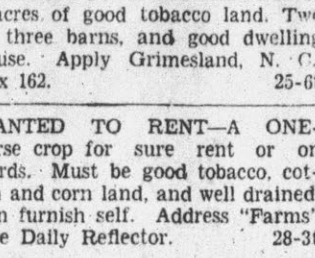 acres of good tobacco land. Two
three barns, and good dwelling
use. Apply Grimesland, N. C.
x 162. 25-6t
ANTED TO RENT—A ONE-
rse crop for sure rent or on
rds. Must be good tobacco, cot-
n and corn land, and well drained
n furnish self. Address "Farms"
e Daily Reflector. 28-3t